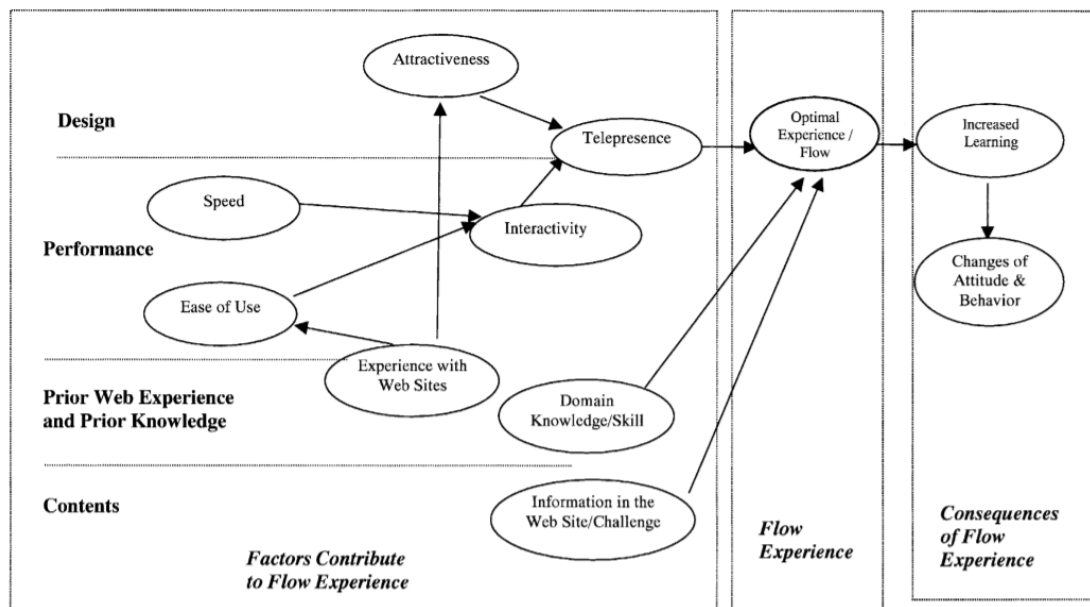 Attractiveness
Design
Telepresence
Optimal
Experience /
Flow
Increased
Learning
Speed
Interactivity
Performance
Changes of
Attitude &
Behavior
Ease of Use
Experience with
Web Sites
Prior Web Experience
and Prior Knowledge
Domain
Knowledge/Skill
Contents
Information in the
Web Site/Challenge
Factors Contribute
to Flow Experience
Flow
Experience
Consequences
of Flow
Experience